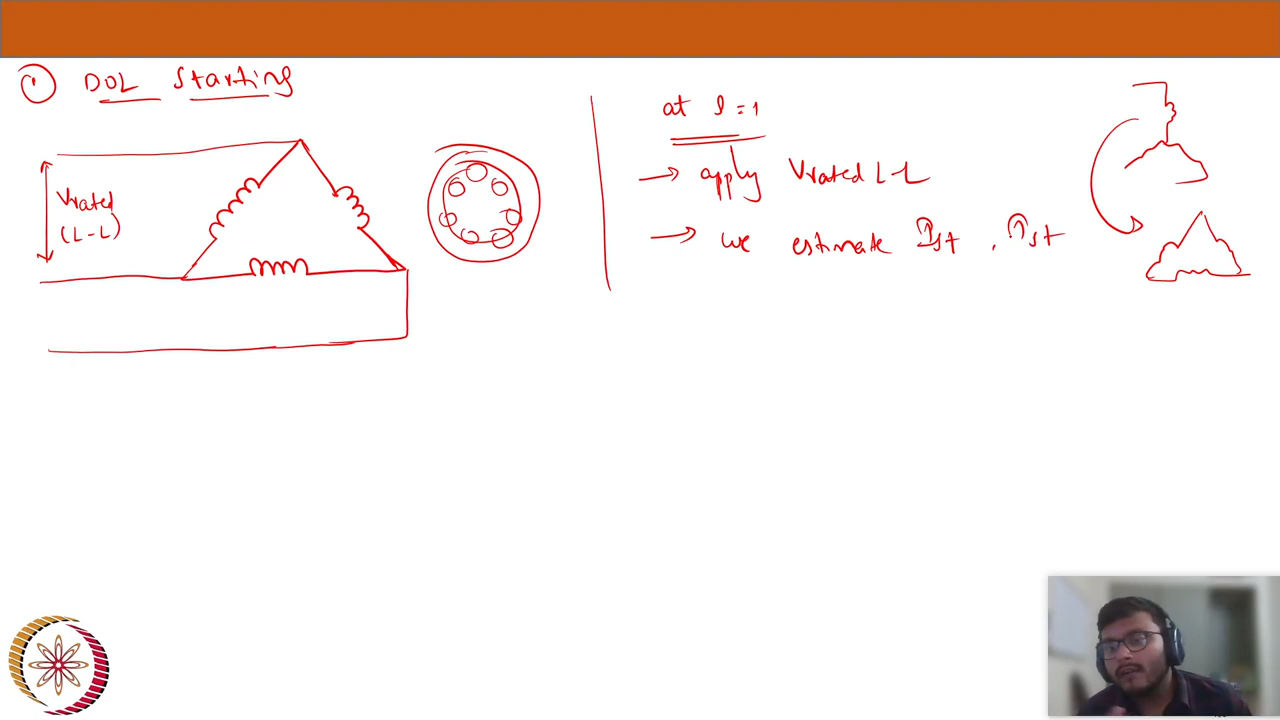 ① DOL Starting
Vrated
(L-L)
at s=1
→ apply Vrated L-L
→ we estimate Ist , Tst